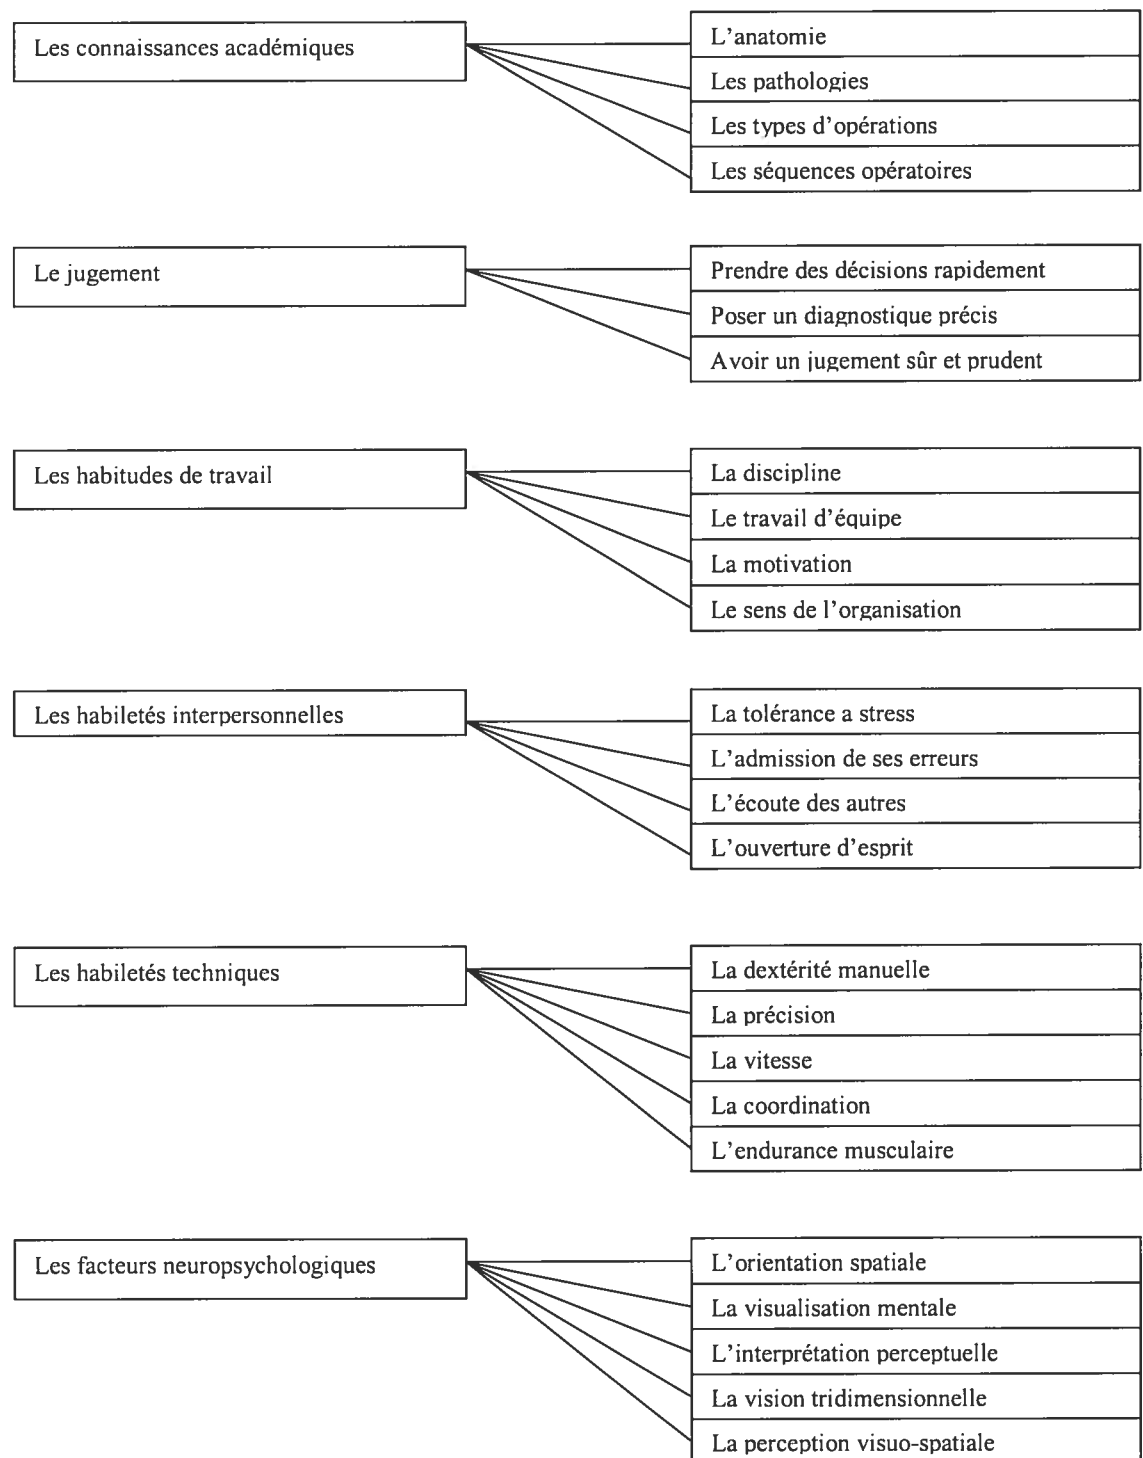 Les connaissances académiques
L'anatomie
Les pathologies
Les types d'opérations
Les séquences opératoires
Le jugement
Prendre des décisions rapidement
Poser un diagnostique précis
Avoir un jugement sûr et prudent
Les habitudes de travail
La discipline
Le travail d'équipe
La motivation
Le sens de l'organisation
Les habiletés interpersonnelles
La tolérance a stress
L'admission de ses erreurs
L'écoute des autres
L'ouverture d'esprit
Les habiletés techniques
La dextérité manuelle
La précision
La vitesse
La coordination
L'endurance musculaire
Les facteurs neuropsychologiques
L'orientation spatiale
La visualisation mentale
L'interprétation perceptuelle
La vision tridimensionnelle
La perception visuo-spatiale